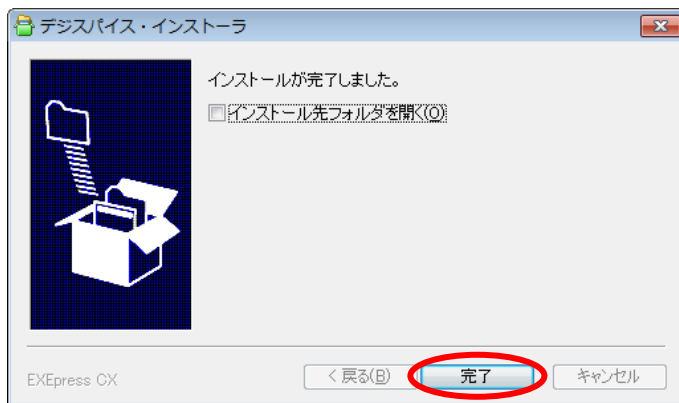 デジスパイス・インストーラ
インストールが完了しました。
インストール先フォルダを開く(O)
EXEpress CX
< 戻る(B)
完了
キャンセル